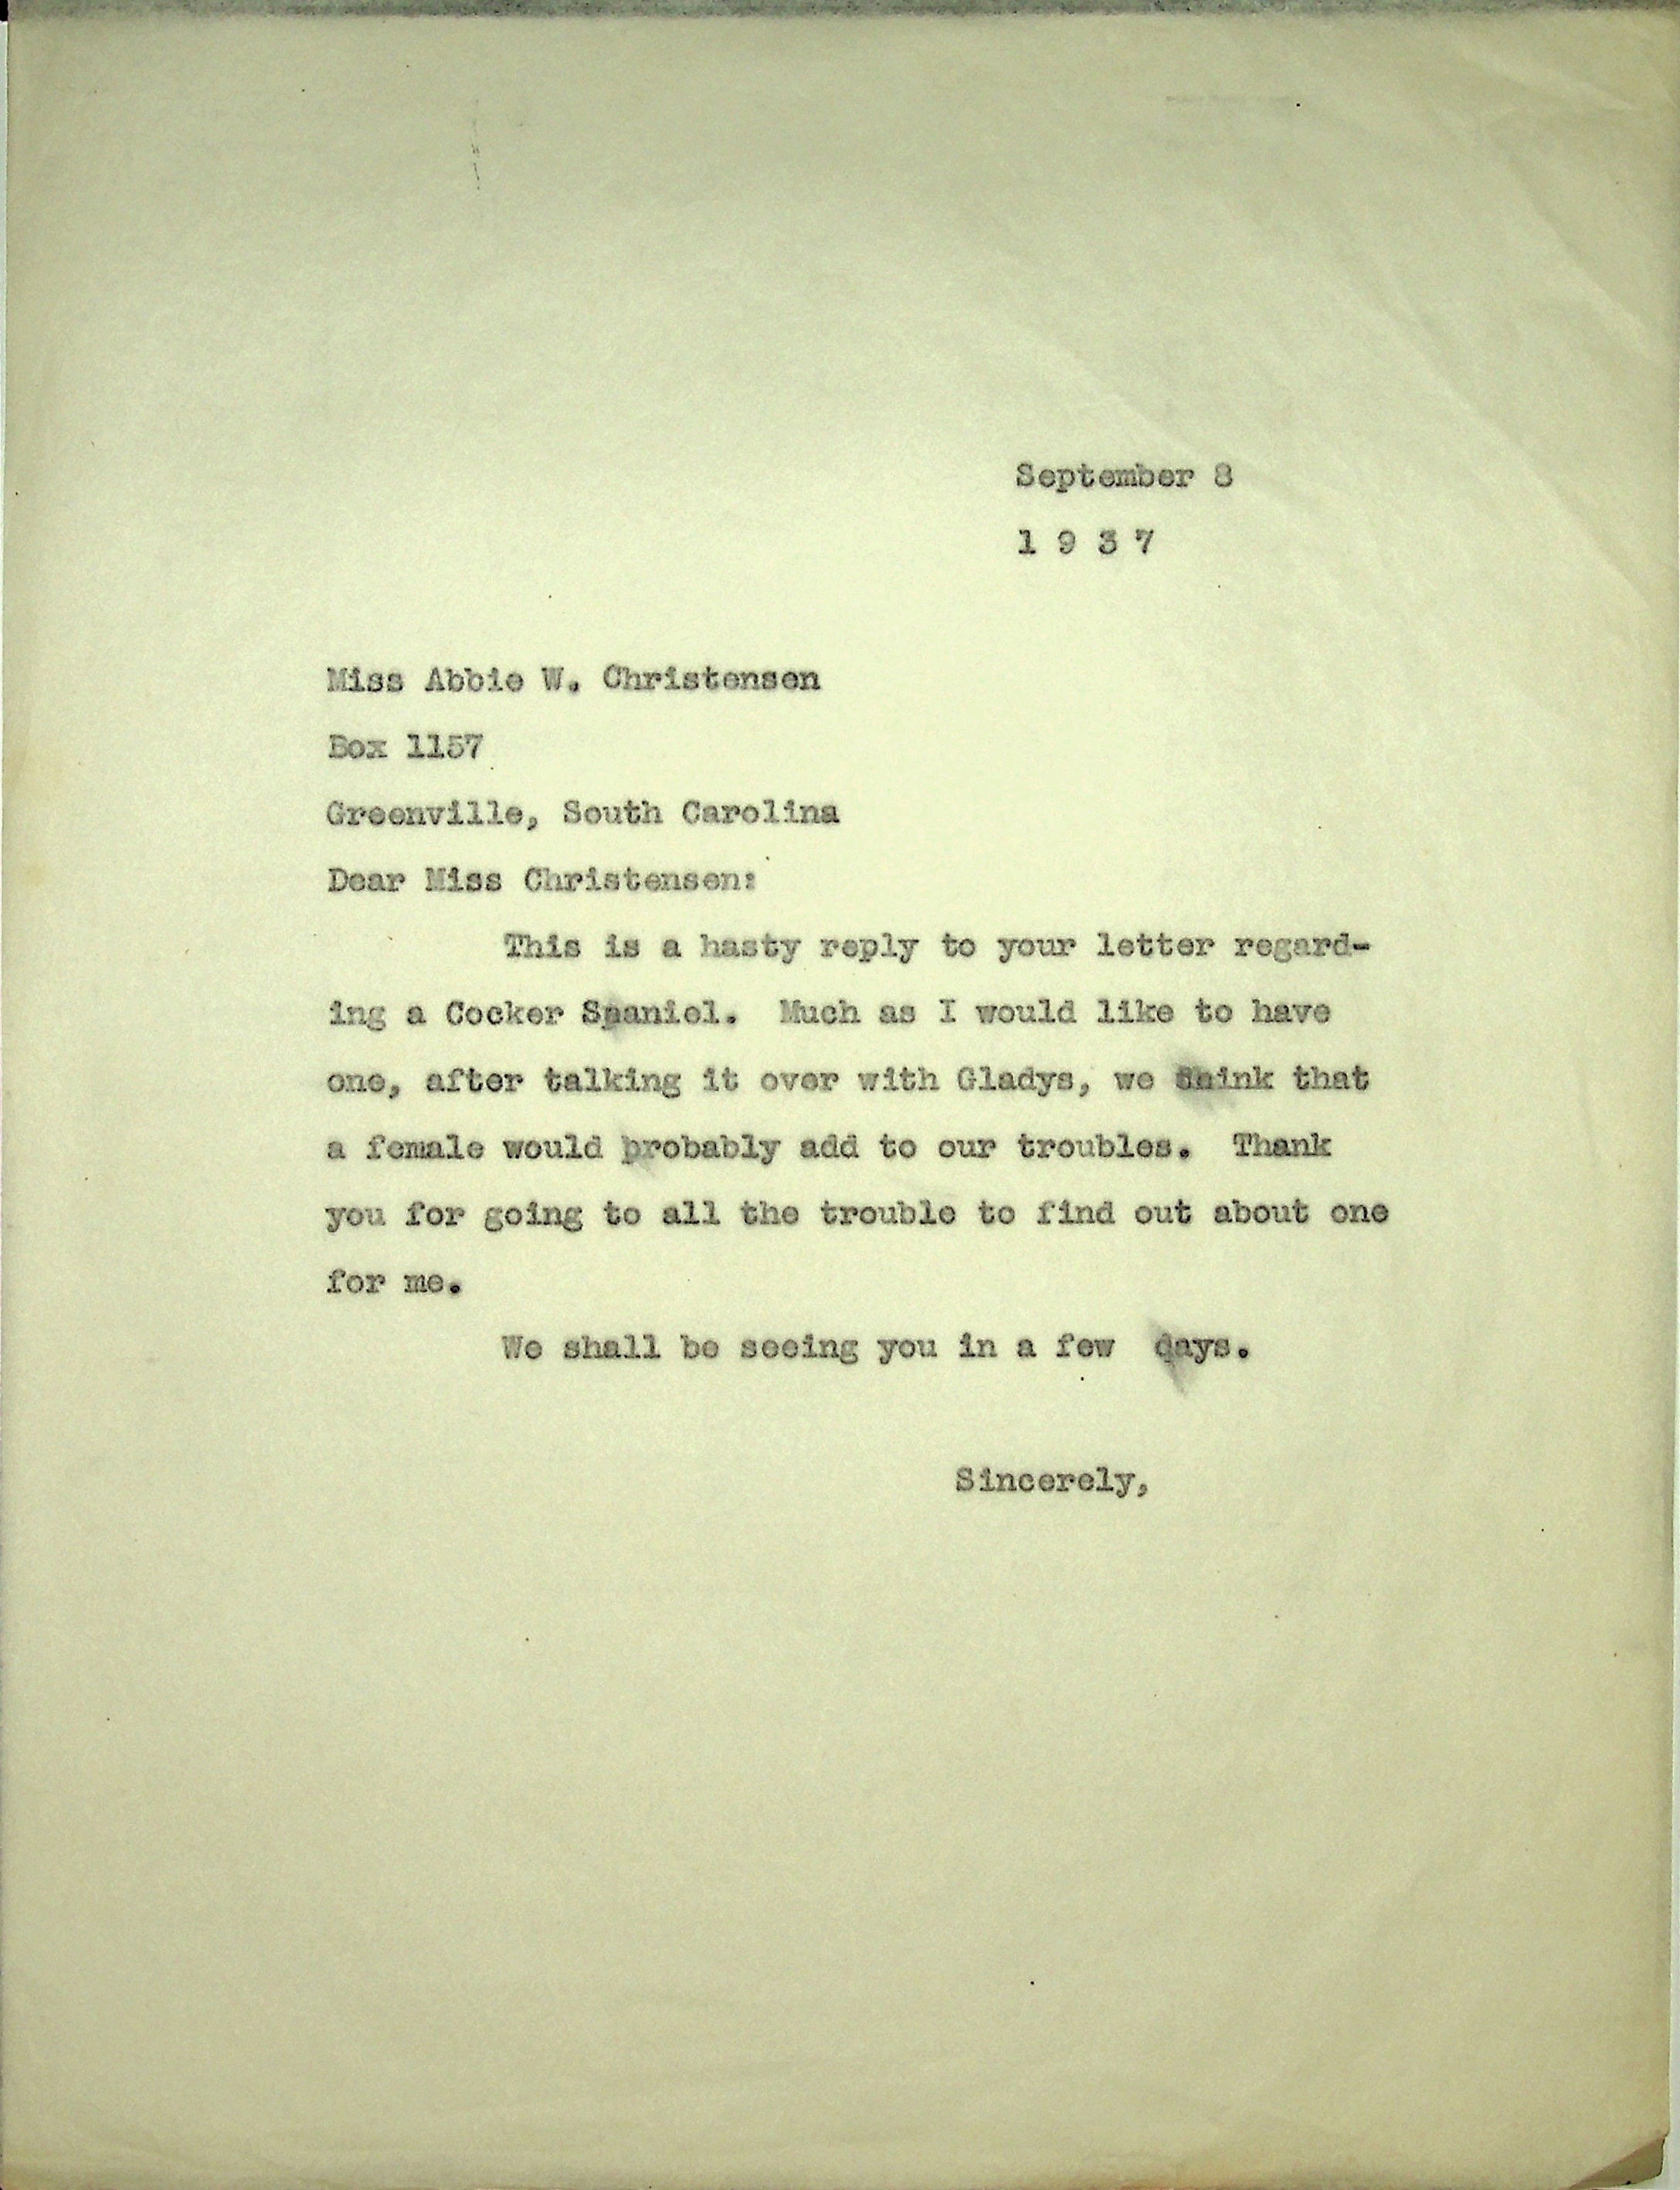 September 8
1 9 3 7
Miss Abbie W. Christensen
Box 1157
Greenville, South Carolina
Dear Miss Christensen:
This is a hasty reply to your letter regard-
ing a Cocker Spaniel. Much as I would like to have
one, after talking it over with Gladys, we think that
a female would probably add to our troubles. Thank
you for going to all the trouble to find out about one
for me.
We shall be seeing you in a few days.
Sincerely,